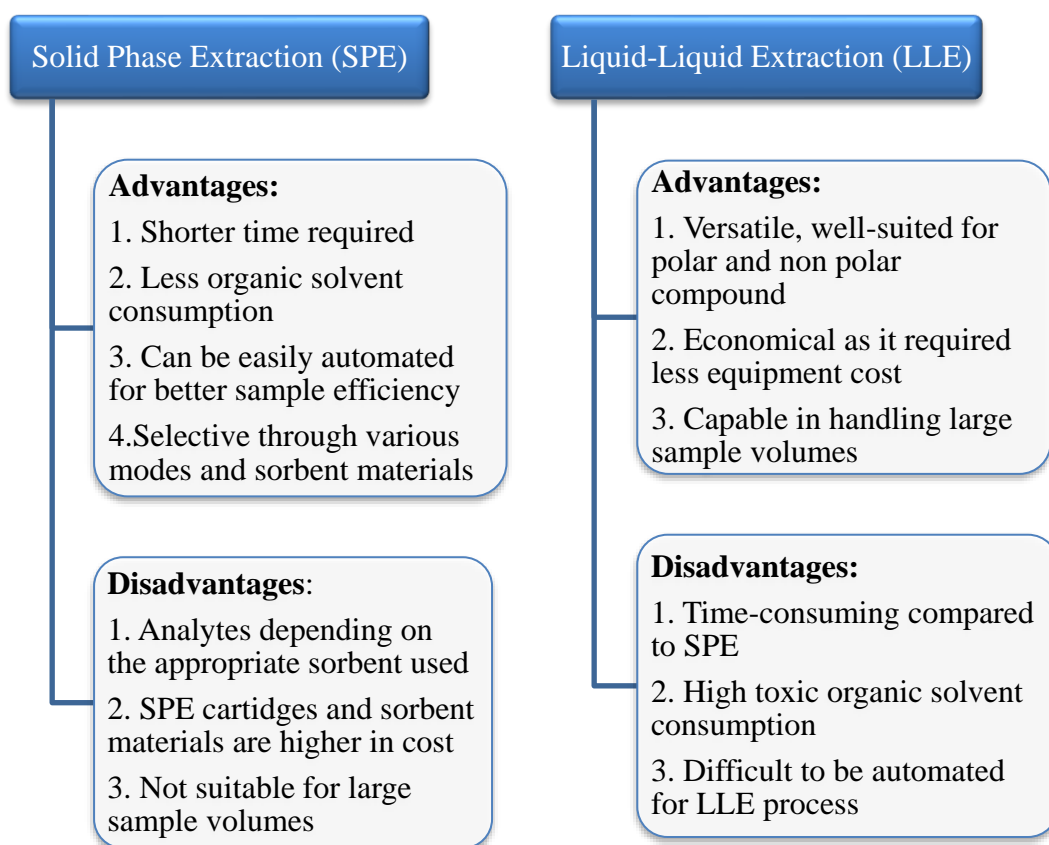 Solid Phase Extraction (SPE)
Advantages:
1. Shorter time required
2. Less organic solvent
consumption
3. Can be easily automated
for better sample efficiency
4.Selective through various
modes and sorbent materials
Disadvantages:
1. Analytes depending on
the appropriate sorbent used
2. SPE cartidges and sorbent
materials are higher in cost
3. Not suitable for large
sample volumes
Liquid-Liquid Extraction (LLE)
Advantages:
1. Versatile, well-suited for
polar and non polar
compound
2. Economical as it required
less equipment cost
3. Capable in handling large
sample volumes
Disadvantages:
1. Time-consuming compared
to SPE
2. High toxic organic solvent
consumption
3. Difficult to be automated
for LLE process